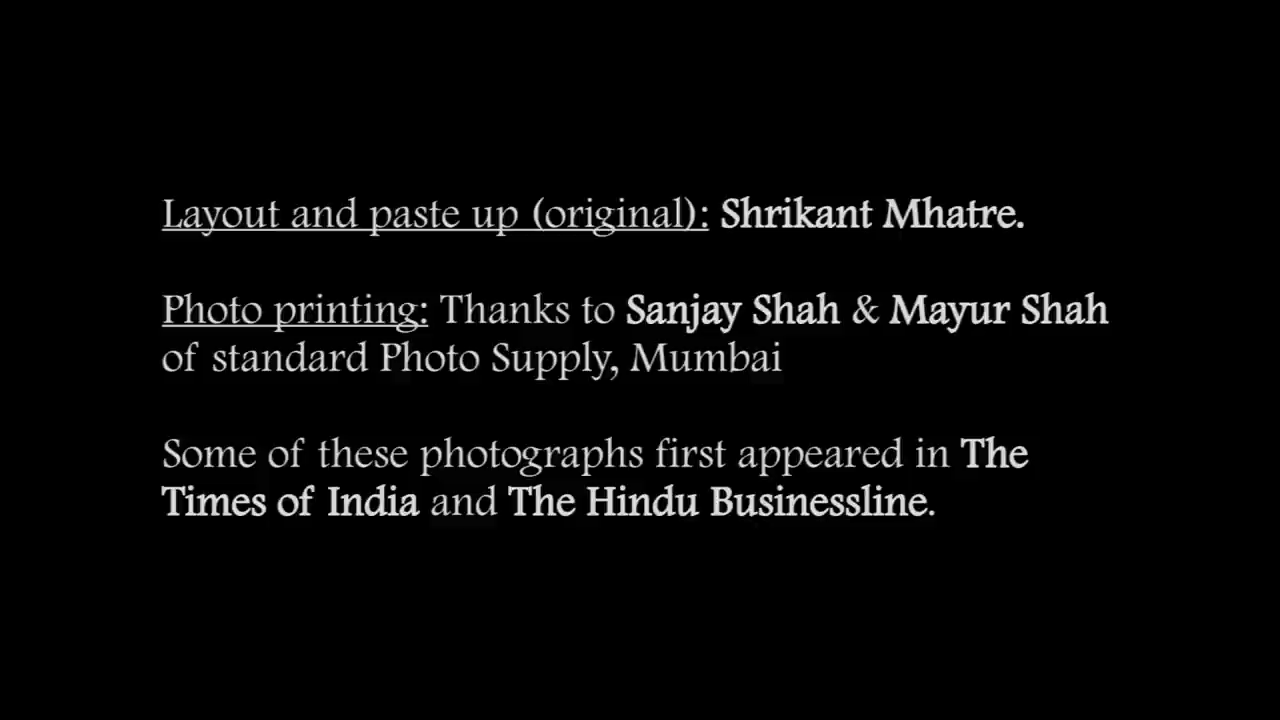 Layout and paste up (original): Shrikant Mhatre.
Photo printing: Thanks to Sanjay Shah & Mayur Shah
of standard Photo Supply, Mumbai
Some of these photographs first appeared in The
Times of India and The Hindu Businessline.